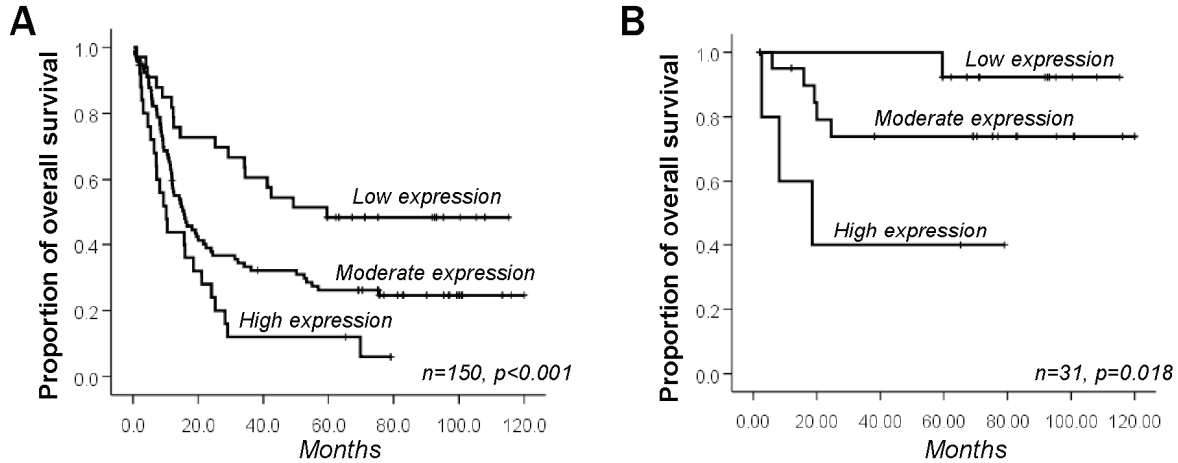 A
Proportion of overall survival
1.0
0.8
0.6
0.4
0.2
0.0
Low expression
Moderate expression
High expression
n=150, p<0.001
0.0 20.0 40.0 60.0 80.0 100.0 120.0
Months
B
Proportion of overall survival
1.0
0.8
0.6
0.4
0.2
0.0
Low expression
Moderate expression
High expression
n=31, p=0.018
0.00 20.00 40.00 60.00 80.00 100.00 120.00
Months